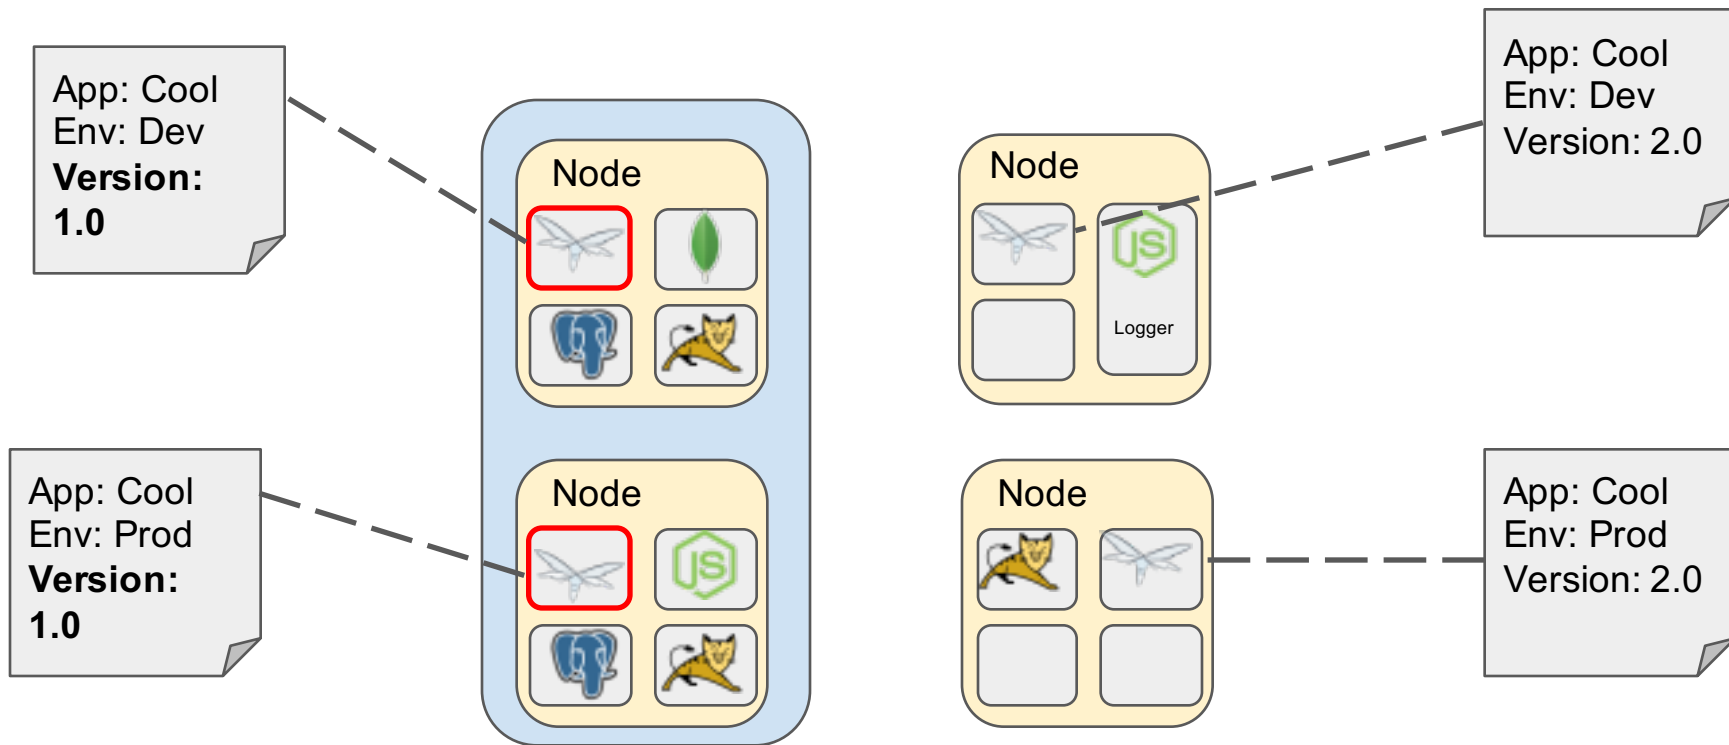 App: Cool
Env: Dev
Version:
1.0
Node
Node
JS
Logger
App: Cool
Env: Dev
Version: 2.0
App: Cool
Env: Prod
Version:
1.0
Node
JS
Node
App: Cool
Env: Prod
Version: 2.0